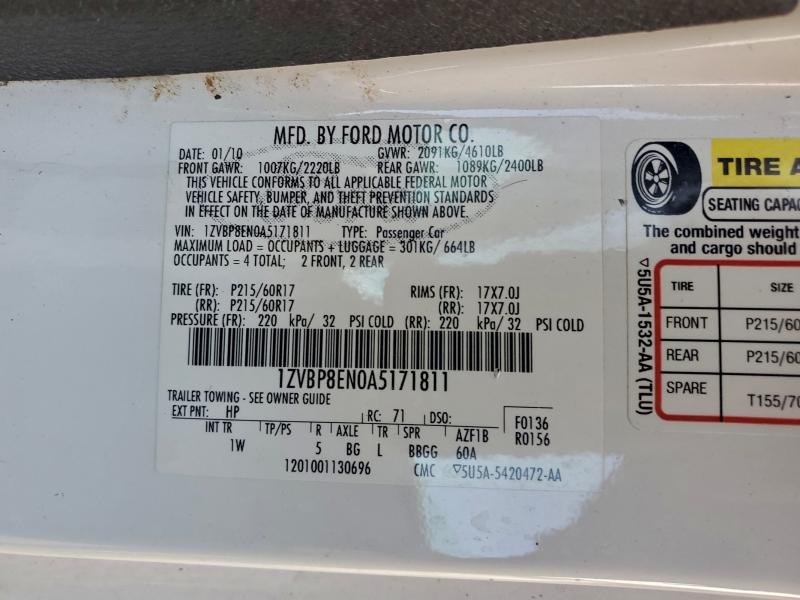 MFD. BY FORD MOTOR CO.
DATE: 01/10 GVWR: 2091KG/4610LB
FRONT GAWR: 1007KG/2220LB REAR GAWR: 1089KG/2400LB
THIS VEHICLE CONFORMS TO ALL APPLICABLE FEDERAL MOTOR
VEHICLE SAFETY, BUMPER, AND THEFT PREVENTION STANDARDS
IN EFFECT ON THE DATE OF MANUFACTURE SHOWN ABOVE.
VIN: 1ZVBP8EN0A5171811 TYPE: Passenger Car
MAXIMUM LOAD = OCCUPANTS + LUGGAGE = 301KG/ 664LB
OCCUPANTS = 4 TOTAL; 2 FRONT, 2 REAR
TIRE (FR): P215/60R17 RIMS (FR): 17X7.0J
(RR): P215/60R17 (RR): 17X7.0J
PRESSURE (FR): 220 kPa/ 32 PSI COLD (RR): 220 kPa/ 32 PSI COLD
1ZVBP8EN0A5171811
TRAILER TOWING - SEE OWNER GUIDE
EXT PNT: HP RC: 71 DSO: F0136
INT TR TP/PS R AXLE TR SPR AZF1B R0156
1W 5 BG L BBGG 60A
1201001130696 CMC ▽5U5A-5420472-AA
TIRE A
SEATING CAPAC
The combined weight
and cargo should
TIRE SIZE
FRONT P215/60
REAR P215/60
SPARE T155/70
▽5U5A-1532-AA (TLU)